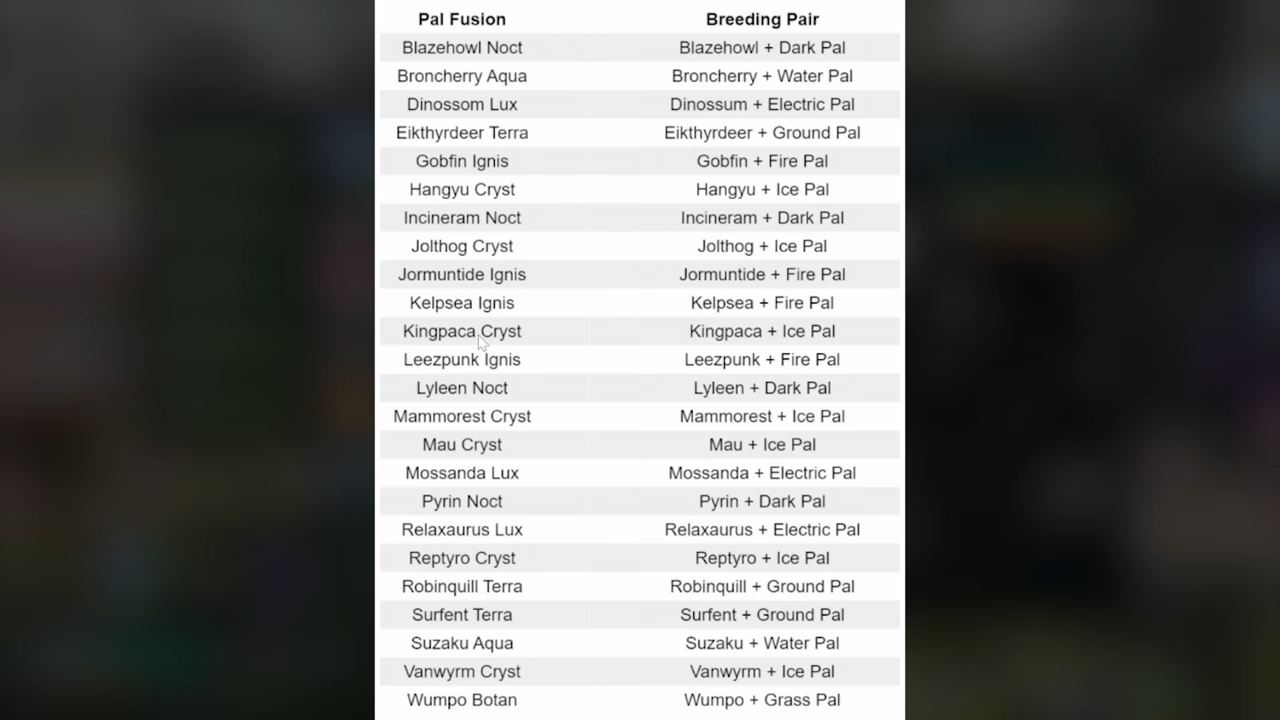 Pal Fusion Breeding Pair
Blazehowl Noct Blazehowl + Dark Pal
Broncherry Aqua Broncherry + Water Pal
Dinossom Lux Dinossum + Electric Pal
Eikthyrdeer Terra Eikthyrdeer + Ground Pal
Gobfin Ignis Gobfin + Fire Pal
Hangyu Cryst Hangyu + Ice Pal
Incineram Noct Incineram + Dark Pal
Jolthog Cryst Jolthog + Ice Pal
Jormuntide Ignis Jormuntide + Fire Pal
Kelpsea Ignis Kelpsea + Fire Pal
Kingpaca Cryst Kingpaca + Ice Pal
Leezpunk Ignis Leezpunk + Fire Pal
Lyleen Noct Lyleen + Dark Pal
Mammorest Cryst Mammorest + Ice Pal
Mau Cryst Mau + Ice Pal
Mossanda Lux Mossanda + Electric Pal
Pyrin Noct Pyrin + Dark Pal
Relaxaurus Lux Relaxaurus + Electric Pal
Reptyro Cryst Reptyro + Ice Pal
Robinquill Terra Robinquill + Ground Pal
Surfent Terra Surfent + Ground Pal
Suzaku Aqua Suzaku + Water Pal
Vanwyrm Cryst Vanwyrm + Ice Pal
Wumpo Botan Wumpo + Grass Pal